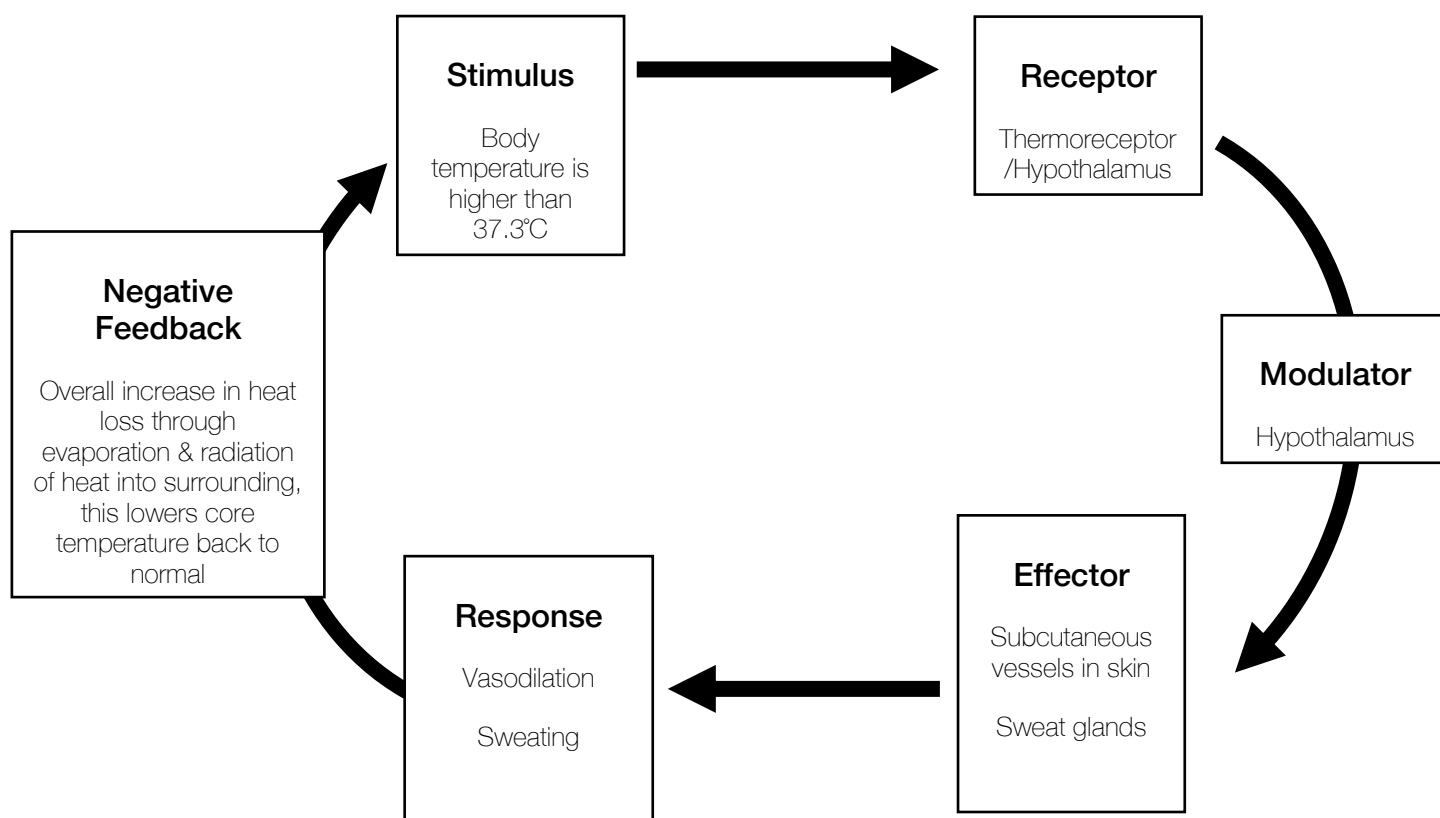 Stimulus
Body
temperature is
higher than
37.3°C
Receptor
Thermoreceptor
/Hypothalamus
Modulator
Hypothalamus
Effector
Subcutaneous
vessels in skin
Sweat glands
Response
Vasodilation
Sweating
Negative
Feedback
Overall increase in heat
loss through
evaporation & radiation
of heat into surrounding,
this lowers core
temperature back to
normal